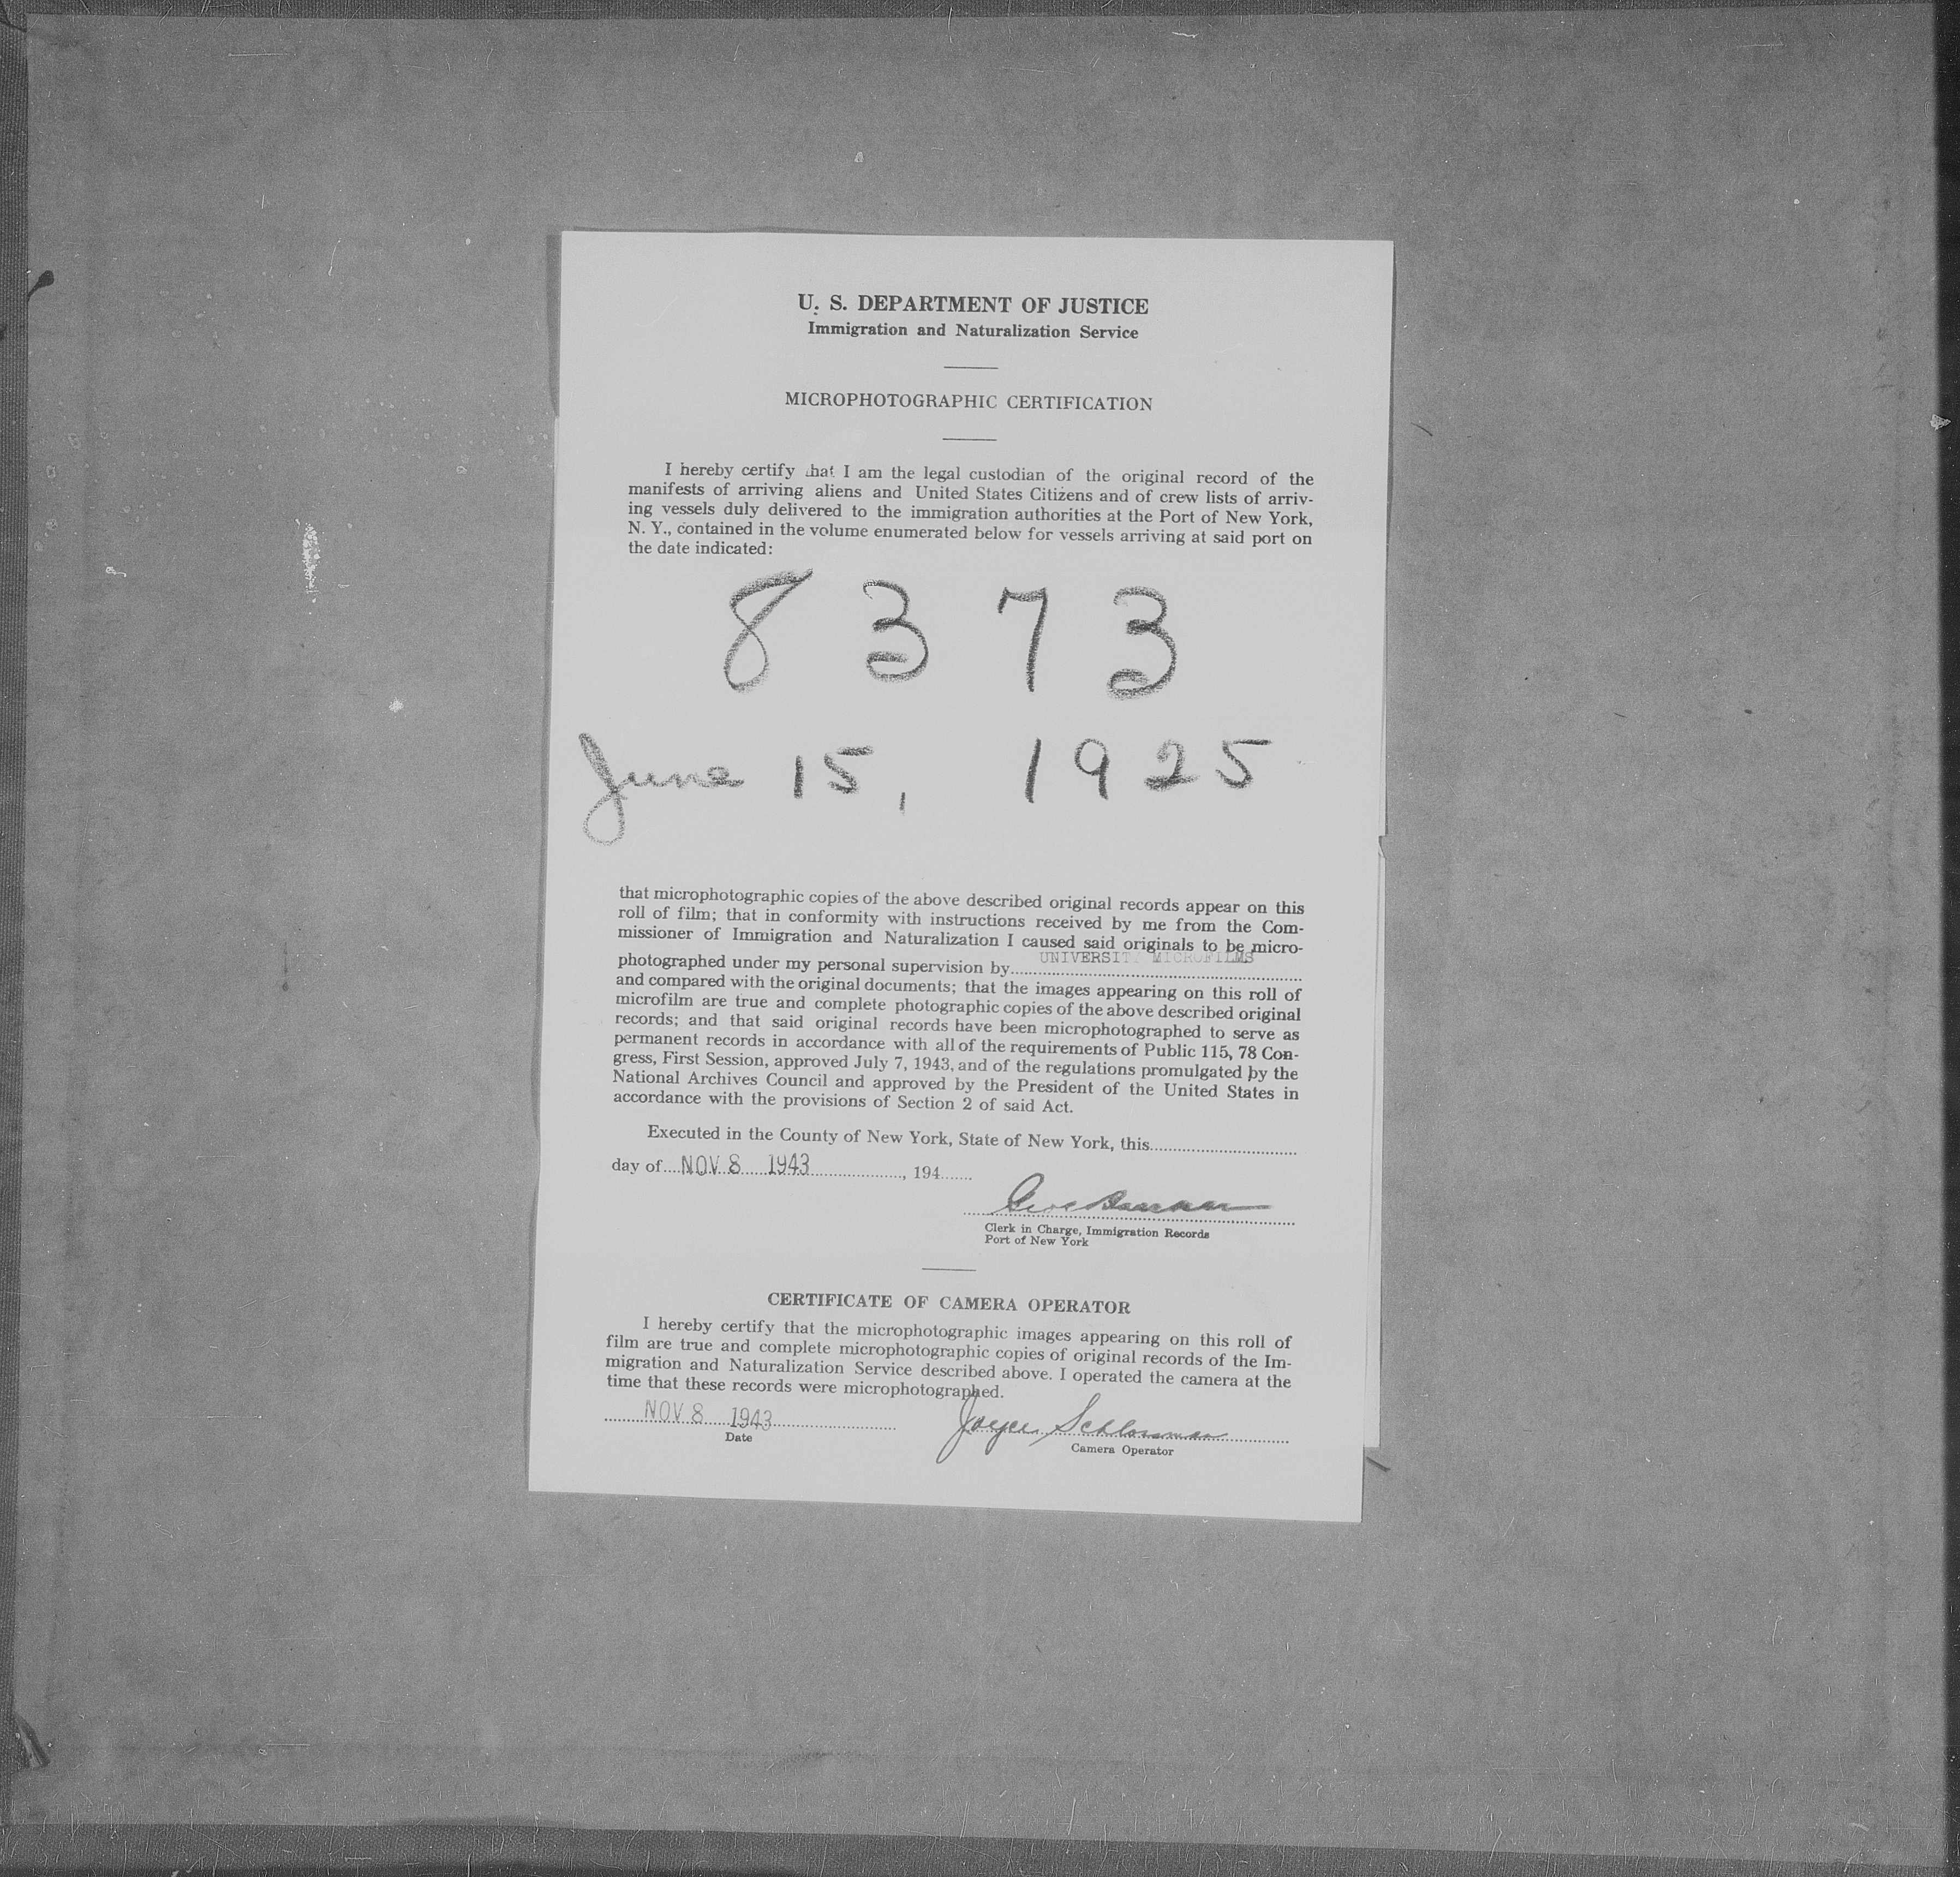 U. S. DEPARTMENT OF JUSTICE
Immigration and Naturalization Service
MICROPHOTOGRAPHIC CERTIFICATION
I hereby certify that I am the legal custodian of the original record of the
manifests of arriving aliens and United States Citizens and of crew lists of arriv-
ing vessels duly delivered to the immigration authorities at the Port of New York,
N. Y., contained in the volume enumerated below for vessels arriving at said port on
the date indicated:
8 3 7 3
June 15, 1925
that microphotographic copies of the above described original records appear on this
roll of film; that in conformity with instructions received by me from the Com-
missioner of Immigration and Naturalization I caused said originals to be micro-
photographed under my personal supervision by UNIVERSITY MICROFILMS
and compared with the original documents; that the images appearing on this roll of
microfilm are true and complete photographic copies of the above described original
records; and that said original records have been microphotographed to serve as
permanent records in accordance with all of the requirements of Public 115, 78 Con-
gress, First Session, approved July 7, 1943, and of the regulations promulgated by the
National Archives Council and approved by the President of the United States in
accordance with the provisions of Section 2 of said Act.
Executed in the County of New York, State of New York, this
day of NOV 8 1943, 194
Clerk in Charge, Immigration Records
Port of New York
CERTIFICATE OF CAMERA OPERATOR
I hereby certify that the microphotographic images appearing on this roll of
film are true and complete microphotographic copies of original records of the Im-
migration and Naturalization Service described above. I operated the camera at the
time that these records were microphotographed.
NOV 8 1943 Joyce Schlossman
Date
Camera Operator